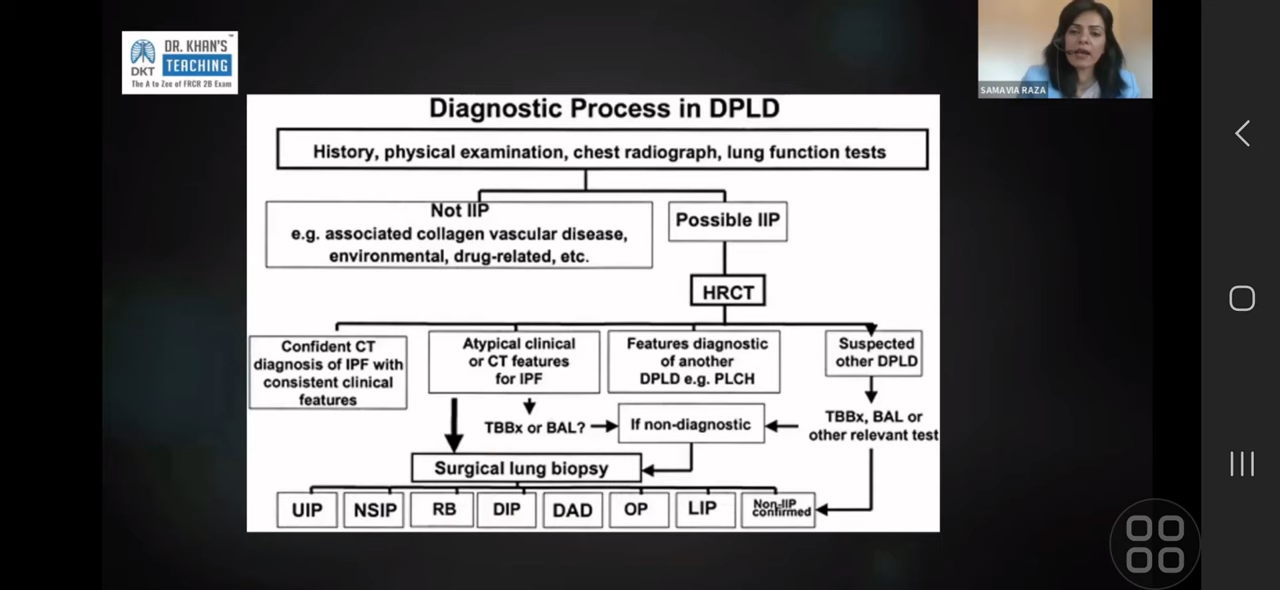 DR. KHAN'S
TEACHING
DKT
The A to Zee of FRCR 2B Exam
SAMAVIA RAZA
Diagnostic Process in DPLD
History, physical examination, chest radiograph, lung function tests
Not IIP
e.g. associated collagen vascular disease,
environmental, drug-related, etc.
Possible IIP
HRCT
Confident CT
diagnosis of IPF with
consistent clinical
features
Atypical clinical
or CT features
for IPF
Features diagnostic
of another
DPLD e.g. PLCH
Suspected
other DPLD
TBBx or BAL?
If non-diagnostic
TBBx, BAL or
other relevant test
Surgical lung biopsy
UIP
NSIP
RB
DIP
DAD
OP
LIP
Non-IIP
confirmed